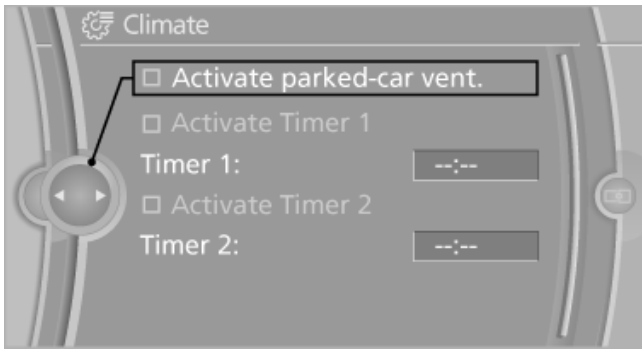 Climate
Activate parked-car vent.
Activate Timer 1
Timer 1: --:--
Activate Timer 2
Timer 2: --:--